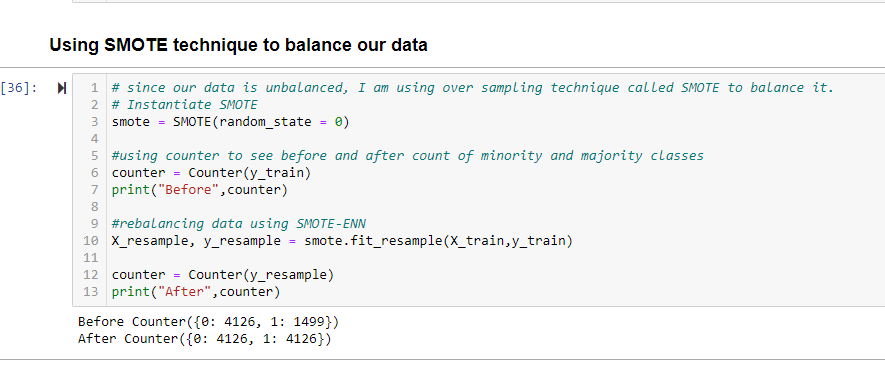 Using SMOTE technique to balance our data
[36]:
1 # since our data is unbalanced, I am using over sampling technique called SMOTE to balance it.
2 # Instantiate SMOTE
3 smote = SMOTE(random_state = 0)
4
5 #using counter to see before and after count of minority and majority classes
6 counter = Counter(y_train)
7 print("Before",counter)
8
9 #rebalancing data using SMOTE-ENN
10 X_resample, y_resample = smote.fit_resample(X_train,y_train)
11
12 counter = Counter(y_resample)
13 print("After",counter)
Before Counter({0: 4126, 1: 1499})
After Counter({0: 4126, 1: 4126})